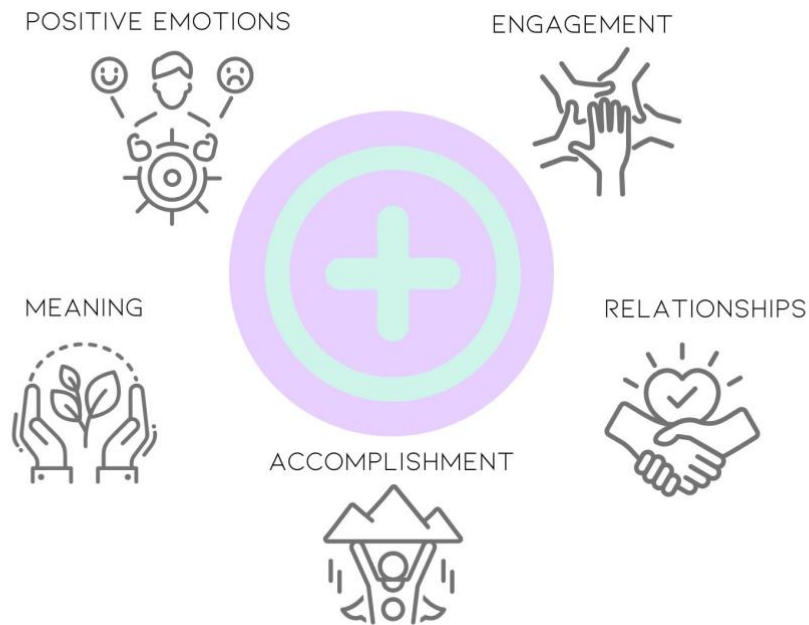 POSITIVE EMOTIONS
ENGAGEMENT
MEANING
RELATIONSHIPS
ACCOMPLISHMENT